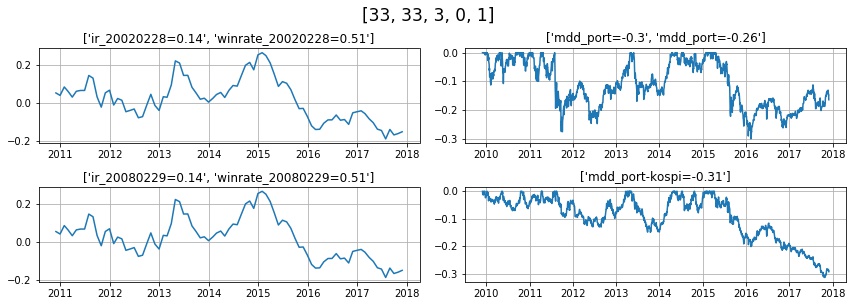 [33, 33, 3, 0, 1]
['ir_20020228=0.14', 'winrate_20020228=0.51']
0.2
0.0
−0.2
2011 2012 2013 2014 2015 2016 2017 2018
['mdd_port=-0.3', 'mdd_port=-0.26']
0.0
−0.1
−0.2
−0.3
2010 2011 2012 2013 2014 2015 2016 2017 2018
['ir_20080229=0.14', 'winrate_20080229=0.51']
0.2
0.0
−0.2
2011 2012 2013 2014 2015 2016 2017 2018
['mdd_port-kospi=-0.31']
0.0
−0.1
−0.2
−0.3
2010 2011 2012 2013 2014 2015 2016 2017 2018